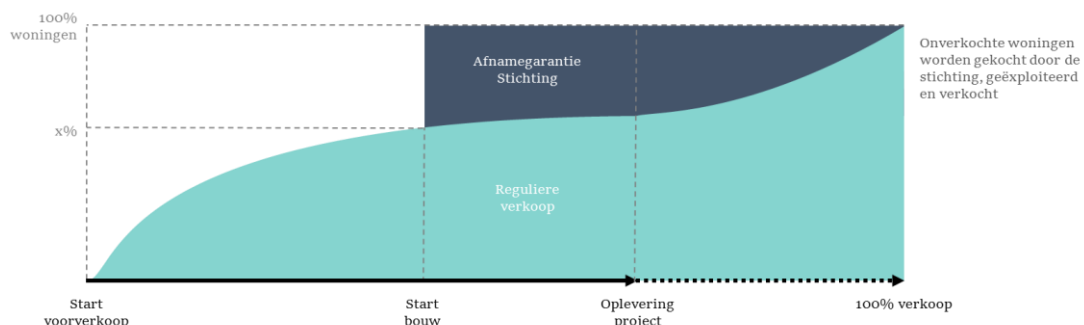 100%
woningen
Afnamegarantie
Stichting
Onverkochte woningen
worden gekocht door de
stichting, geëxploiteerd
en verkocht
x%
Reguliere
verkoop
Start
voorverkoop
Start
bouw
Oplevering
project
100% verkoop